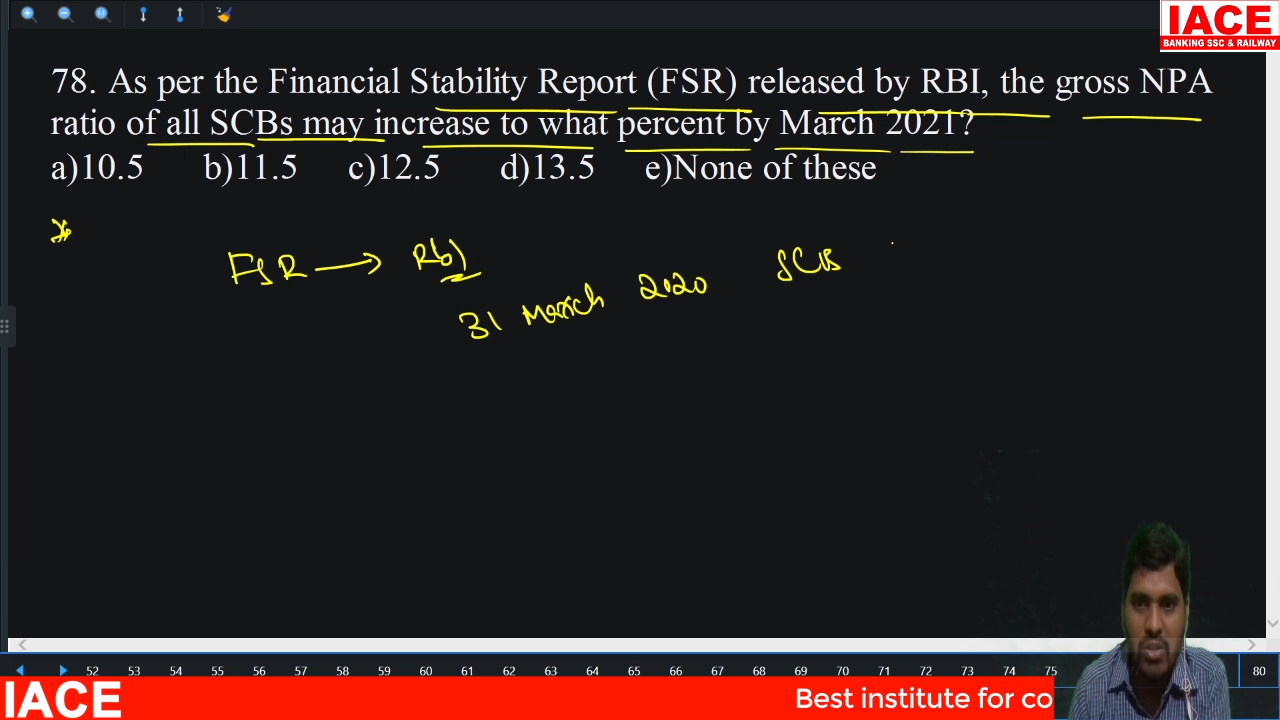 IACE
BANKING SSC & RAILWAY
78. As per the Financial Stability Report (FSR) released by RBI, the gross NPA
ratio of all SCBs may increase to what percent by March 2021?
a)10.5 b)11.5 c)12.5 d)13.5 e)None of these
FSR → RbI
31 March 2020 SCB
52 53 54 55 56 57 58 59 60 61 62 63 64 65 66 67 68 69 70 71 72 73 74 75 80
IACE
Best institute for co